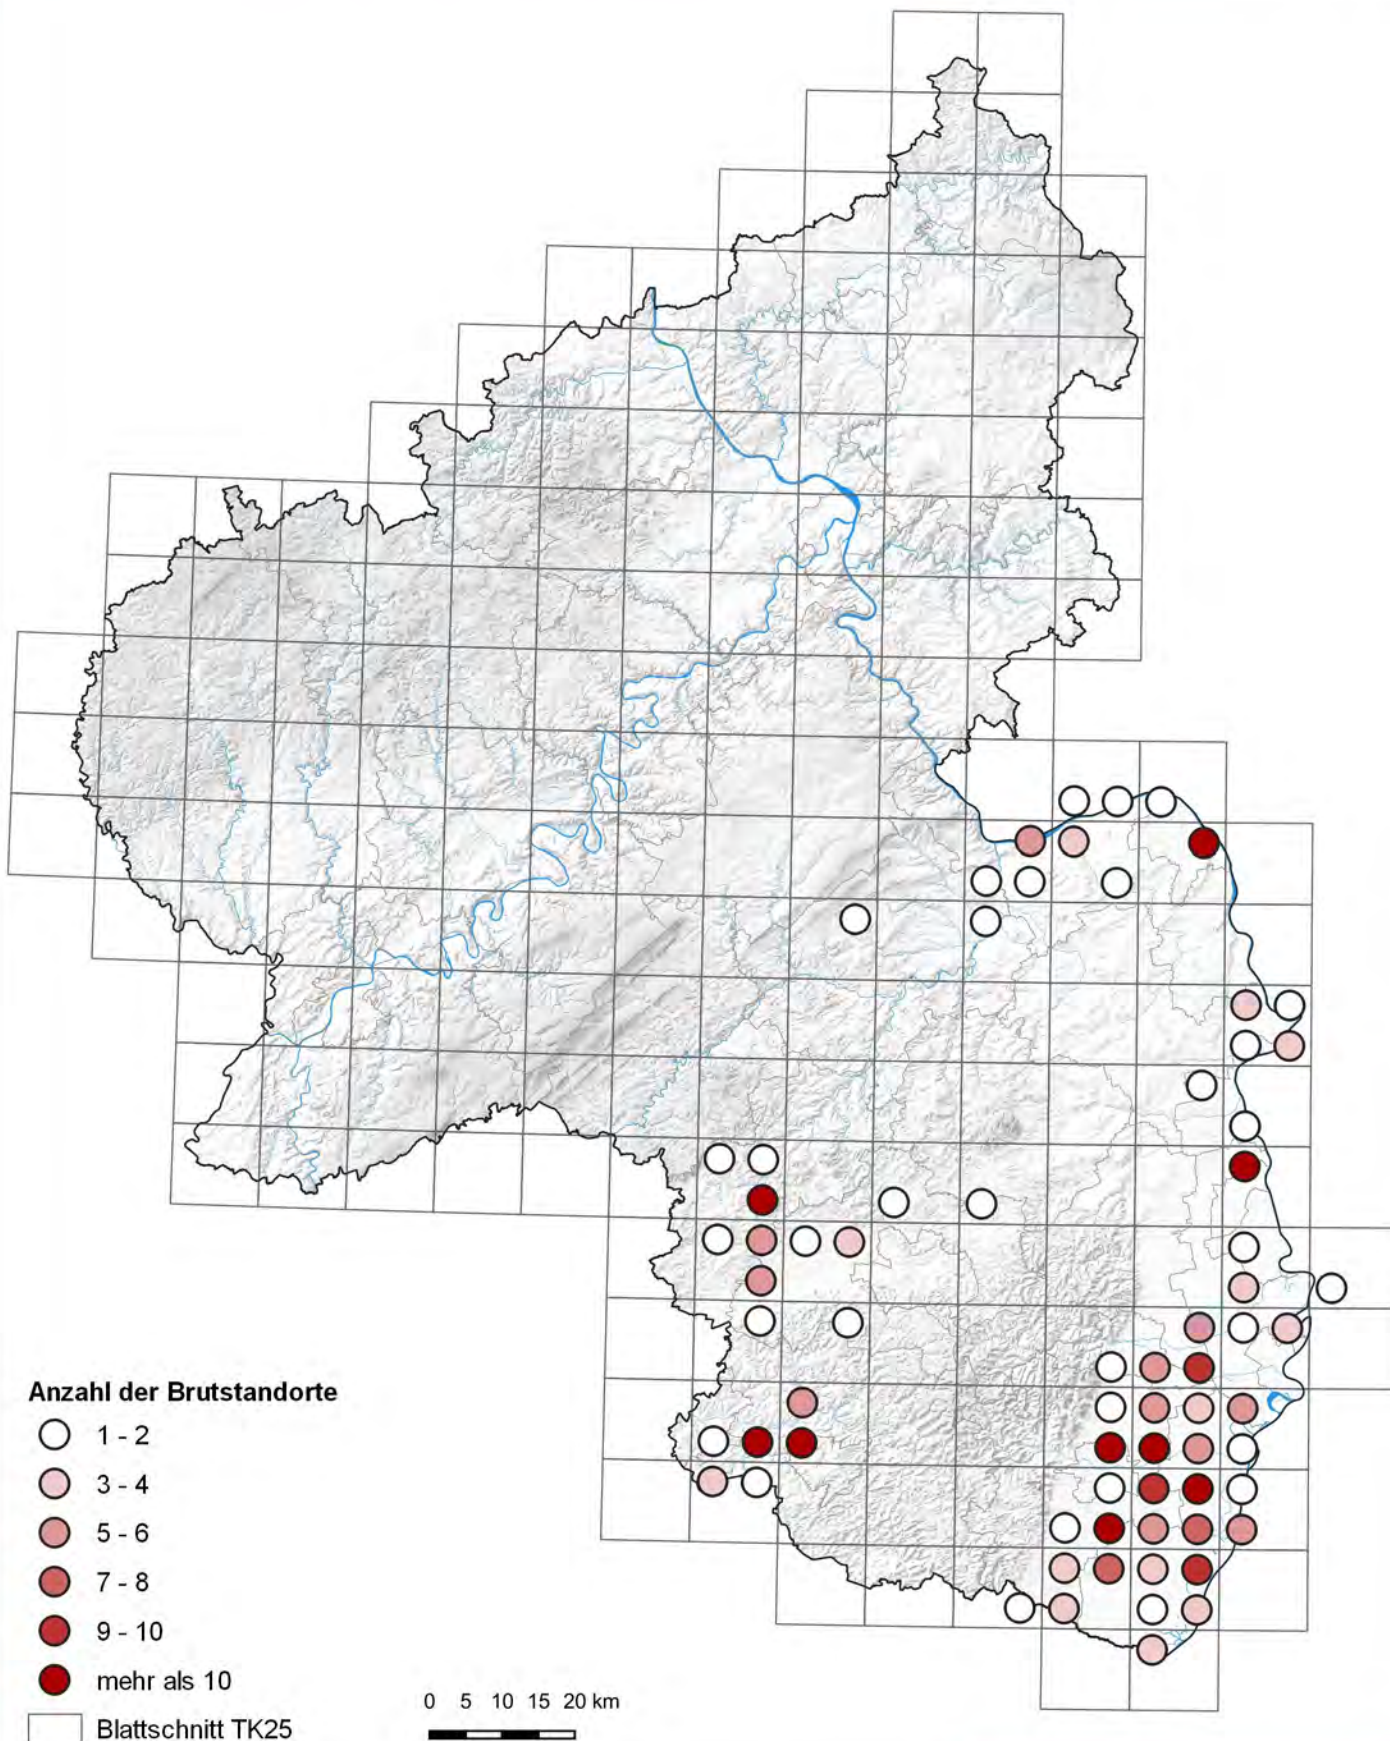 Anzahl der Brutstandorte
1 - 2
3 - 4
5 - 6
7 - 8
9 - 10
mehr als 10
Blattschnitt TK25
0 5 10 15 20 km